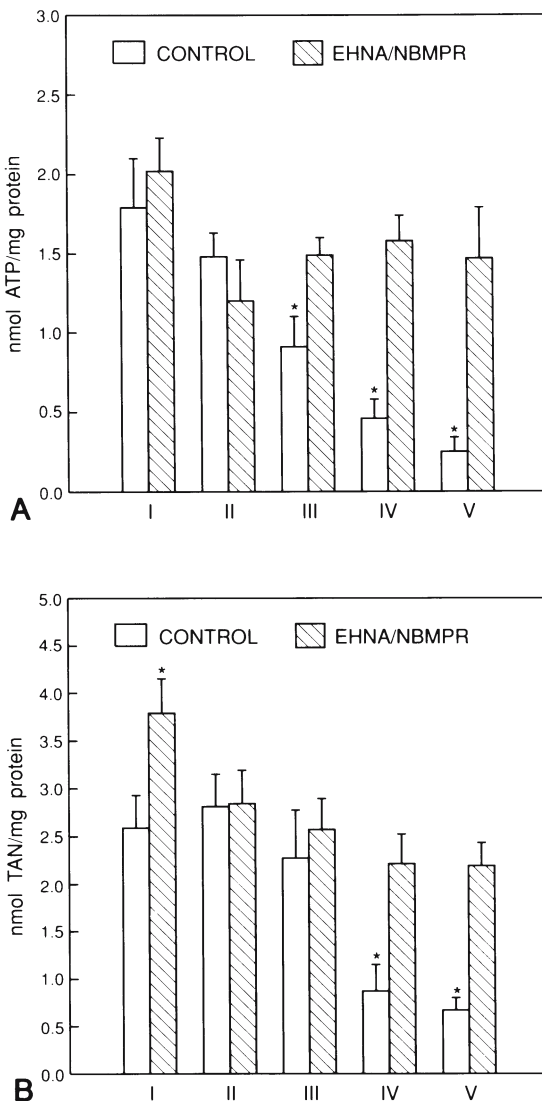 3.0
CONTROL
EHNA/NBMPR
2.5
2.0
1.5
1.0
0.5
0.0
nmol ATP/mg protein
*
*
*
A
I
II
III
IV
V
5.0
CONTROL
EHNA/NBMPR
4.5
4.0
3.5
3.0
2.5
2.0
1.5
1.0
0.5
0.0
nmol TAN/mg protein
*
*
*
B
I
II
III
IV
V